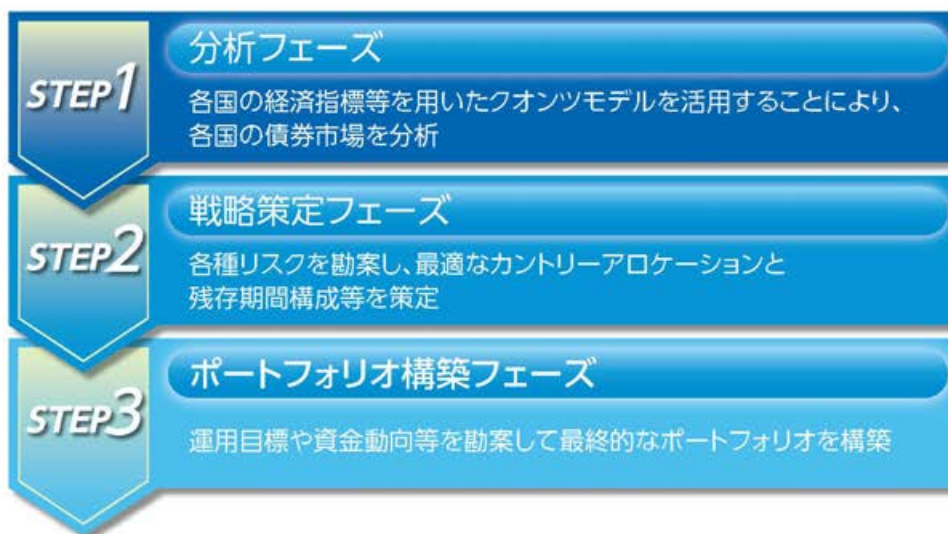 STEP1
分析フェーズ
各国の経済指標等を用いたクオンツモデルを活用することにより、
各国の債券市場を分析
STEP2
戦略策定フェーズ
各種リスクを勘案し、最適なカントリーアロケーションと
残存期間構成等を策定
STEP3
ポートフォリオ構築フェーズ
運用目標や資金動向等を勘案して最終的なポートフォリオを構築